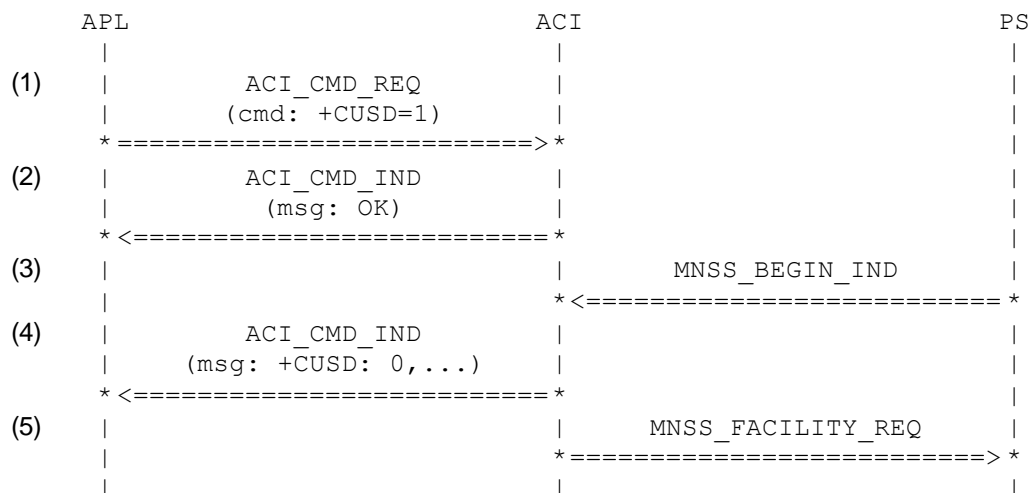 APL ACI PS
| | |
(1) | ACI_CMD_REQ | |
| (cmd: +CUSD=1) | |
*==========================>* |
(2) | ACI_CMD_IND | |
| (msg: OK) | |
*<==========================* |
(3) | | MNSS_BEGIN_IND |
| *<==========================*
(4) | ACI_CMD_IND | |
| (msg: +CUSD: 0,...) | |
*<==========================* |
(5) | | MNSS_FACILITY_REQ |
| *==========================>*
| | |